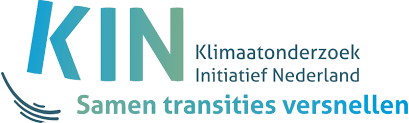 KIN
Klimaatonderzoek
Initiatief Nederland
Samen transities versnellen